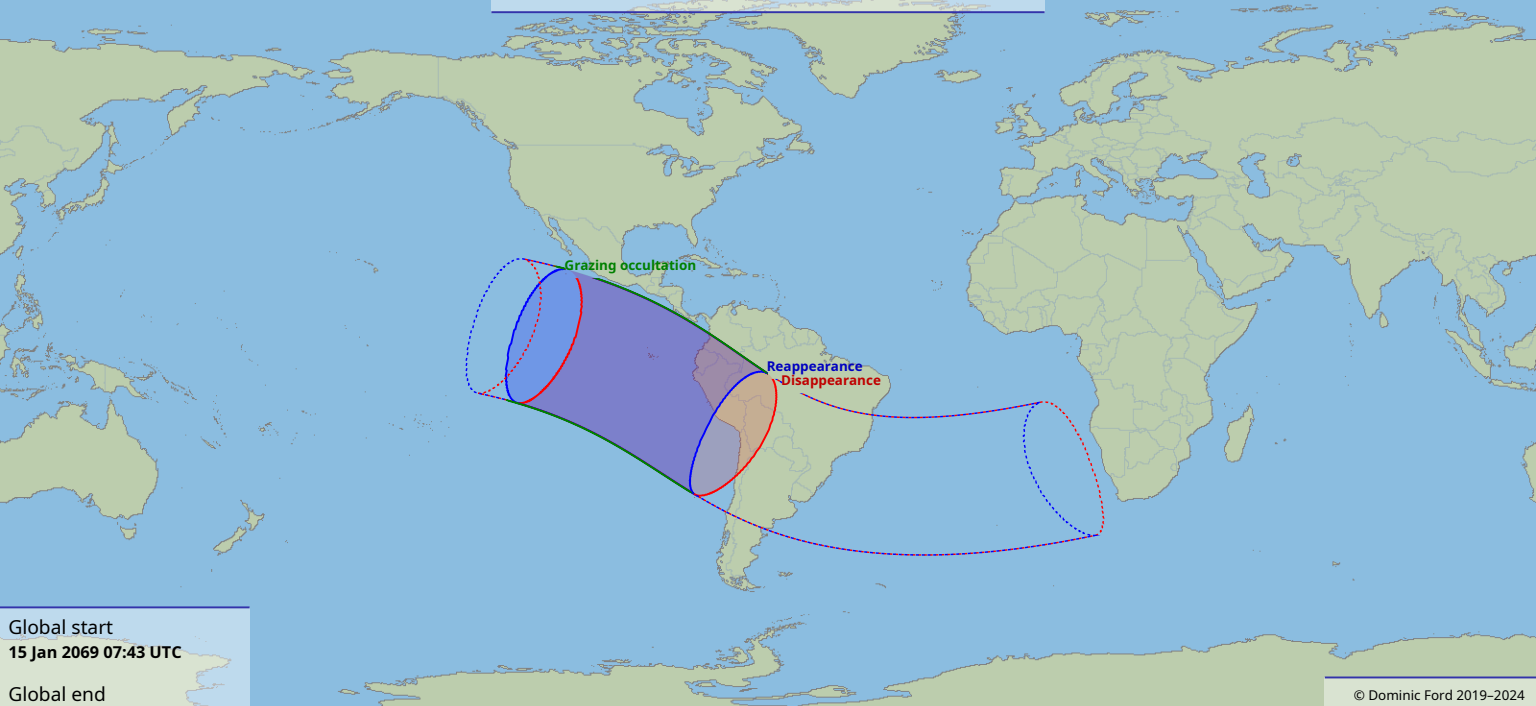 Grazing occultation
Reappearance
Disappearance
Global start
15 Jan 2069 07:43 UTC
Global end
© Dominic Ford 2019–2024